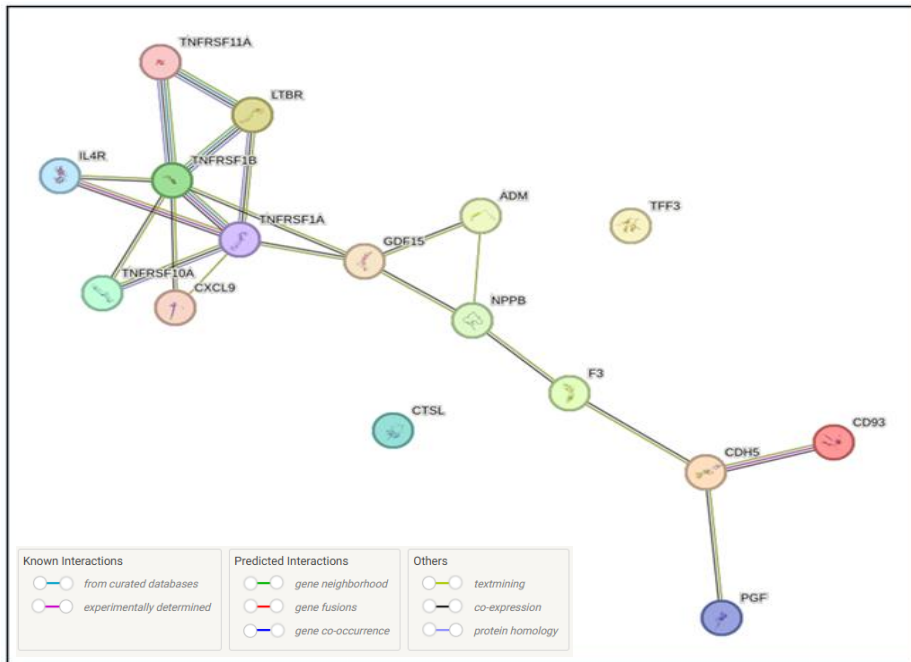 TNFRSF11A
LTBR
IL4R
TNFRSF1B
ADM
TFF3
TNFRSF1A
GDF15
TNFRSF10A
CXCL9
NPPB
F3
CTSL
CD93
CDH5
PGF
Known Interactions
from curated databases
experimentally determined
Predicted Interactions
gene neighborhood
gene fusions
gene co-occurrence
Others
textmining
co-expression
protein homology